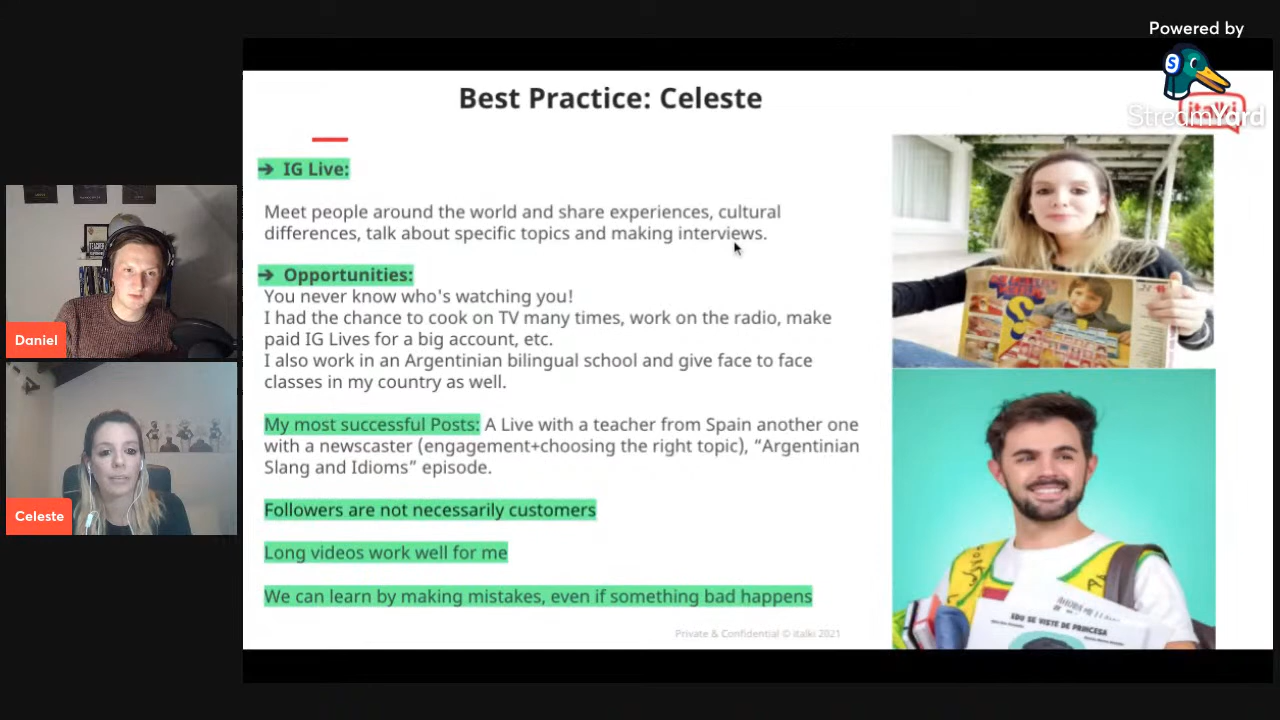 Powered by
StreamYard
Best Practice: Celeste
➔ IG Live:
Meet people around the world and share experiences, cultural
differences, talk about specific topics and making interviews.
➔ Opportunities:
You never know who's watching you!
I had the chance to cook on TV many times, work on the radio, make
paid IG Lives for a big account, etc.
I also work in an Argentinian bilingual school and give face to face
classes in my country as well.
My most successful Posts: A Live with a teacher from Spain another one
with a newscaster (engagement+choosing the right topic), “Argentinian
Slang and Idioms” episode.
Followers are not necessarily customers
Long videos work well for me
We can learn by making mistakes, even if something bad happens
Private & Confidential © italki 2021
Daniel
Celeste
EDU SE VISTE DE PRINCESA